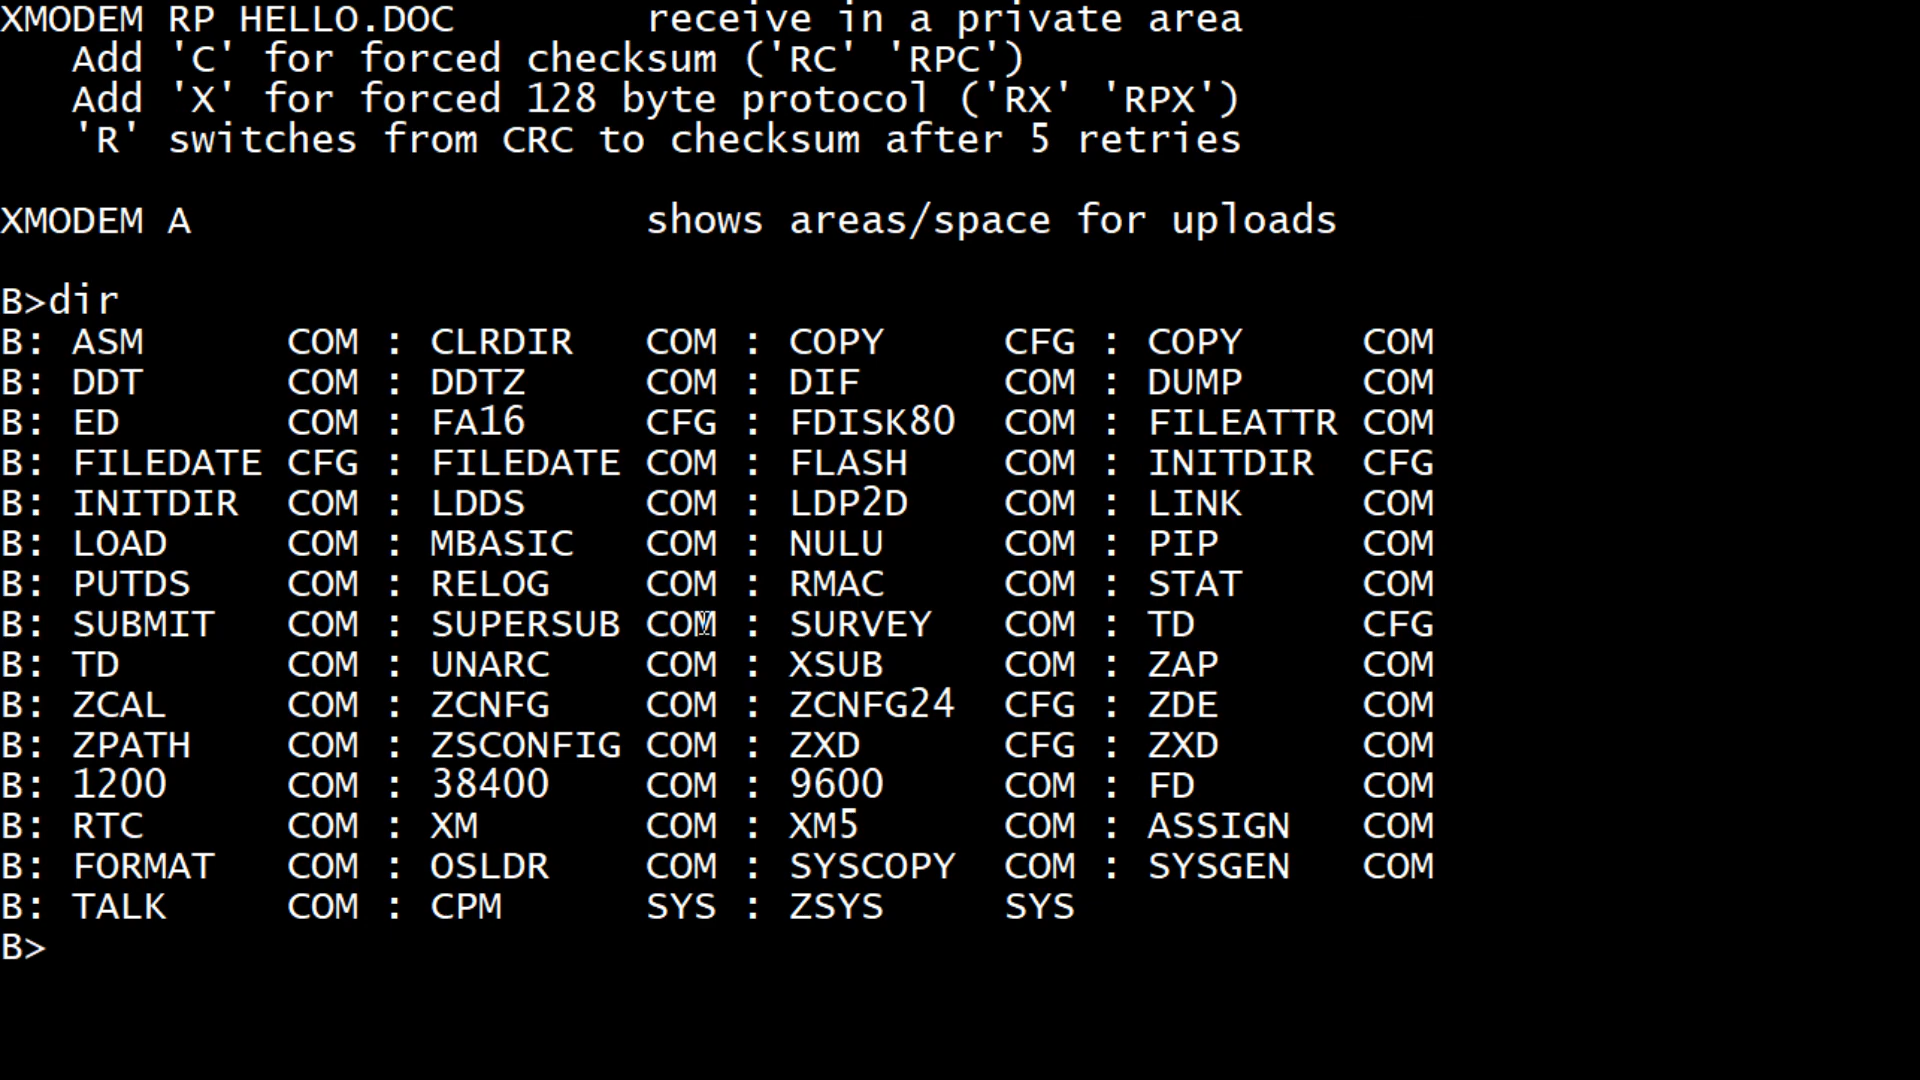 XMODEM RP HELLO.DOC        receive in a private area
   Add 'C' for forced checksum ('RC' 'RPC')
   Add 'X' for forced 128 byte protocol ('RX' 'RPX')
   'R' switches from CRC to checksum after 5 retries
XMODEM A                   shows areas/space for uploads
B>dir
B: ASM      COM : CLRDIR   COM : COPY     CFG : COPY     COM
B: DDT      COM : DDTZ     COM : DIF      COM : DUMP     COM
B: ED       COM : FA16     CFG : FDISK80  COM : FILEATTR COM
B: FILEDATE CFG : FILEDATE COM : FLASH    COM : INITDIR  CFG
B: INITDIR  COM : LDDS     COM : LDP2D    COM : LINK     COM
B: LOAD     COM : MBASIC   COM : NULU     COM : PIP      COM
B: PUTDS    COM : RELOG    COM : RMAC     COM : STAT     COM
B: SUBMIT   COM : SUPERSUB COM : SURVEY   COM : TD       CFG
B: TD       COM : UNARC    COM : XSUB     COM : ZAP      COM
B: ZCAL     COM : ZCNFG    COM : ZCNFG24  CFG : ZDE      COM
B: ZPATH    COM : ZSCONFIG COM : ZXD      CFG : ZXD      COM
B: 1200     COM : 38400    COM : 9600     COM : FD       COM
B: RTC      COM : XM       COM : XM5      COM : ASSIGN   COM
B: FORMAT   COM : OSLDR    COM : SYSCOPY  COM : SYSGEN   COM
B: TALK     COM : CPM      SYS : ZSYS     SYS
B>